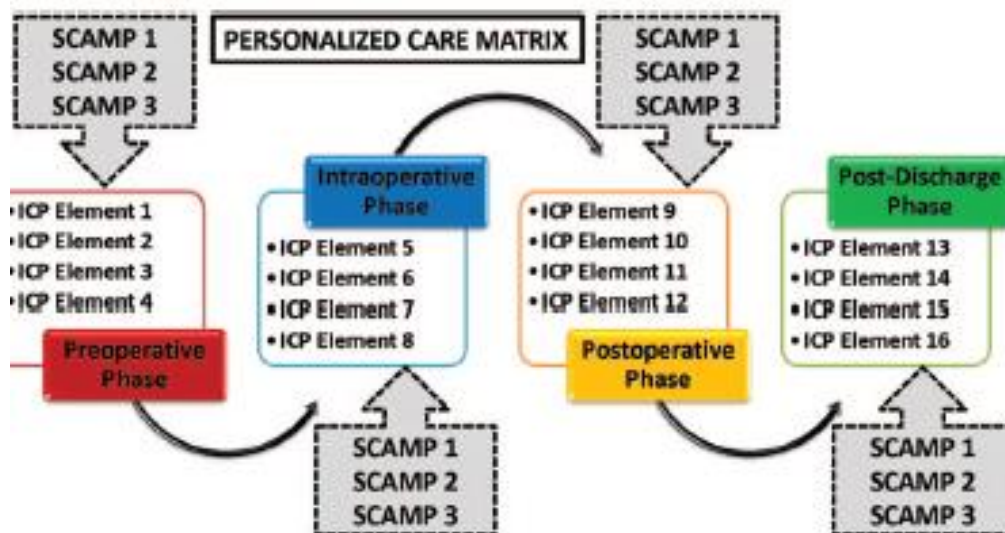 SCAMP 1
SCAMP 2
SCAMP 3
PERSONALIZED CARE MATRIX
SCAMP 1
SCAMP 2
SCAMP 3
• ICP Element 1
• ICP Element 2
• ICP Element 3
• ICP Element 4
Preoperative
Phase
Intraoperative
Phase
• ICP Element 5
• ICP Element 6
• ICP Element 7
• ICP Element 8
SCAMP 1
SCAMP 2
SCAMP 3
• ICP Element 9
• ICP Element 10
• ICP Element 11
• ICP Element 12
Postoperative
Phase
Post-Discharge
Phase
• ICP Element 13
• ICP Element 14
• ICP Element 15
• ICP Element 16
SCAMP 1
SCAMP 2
SCAMP 3